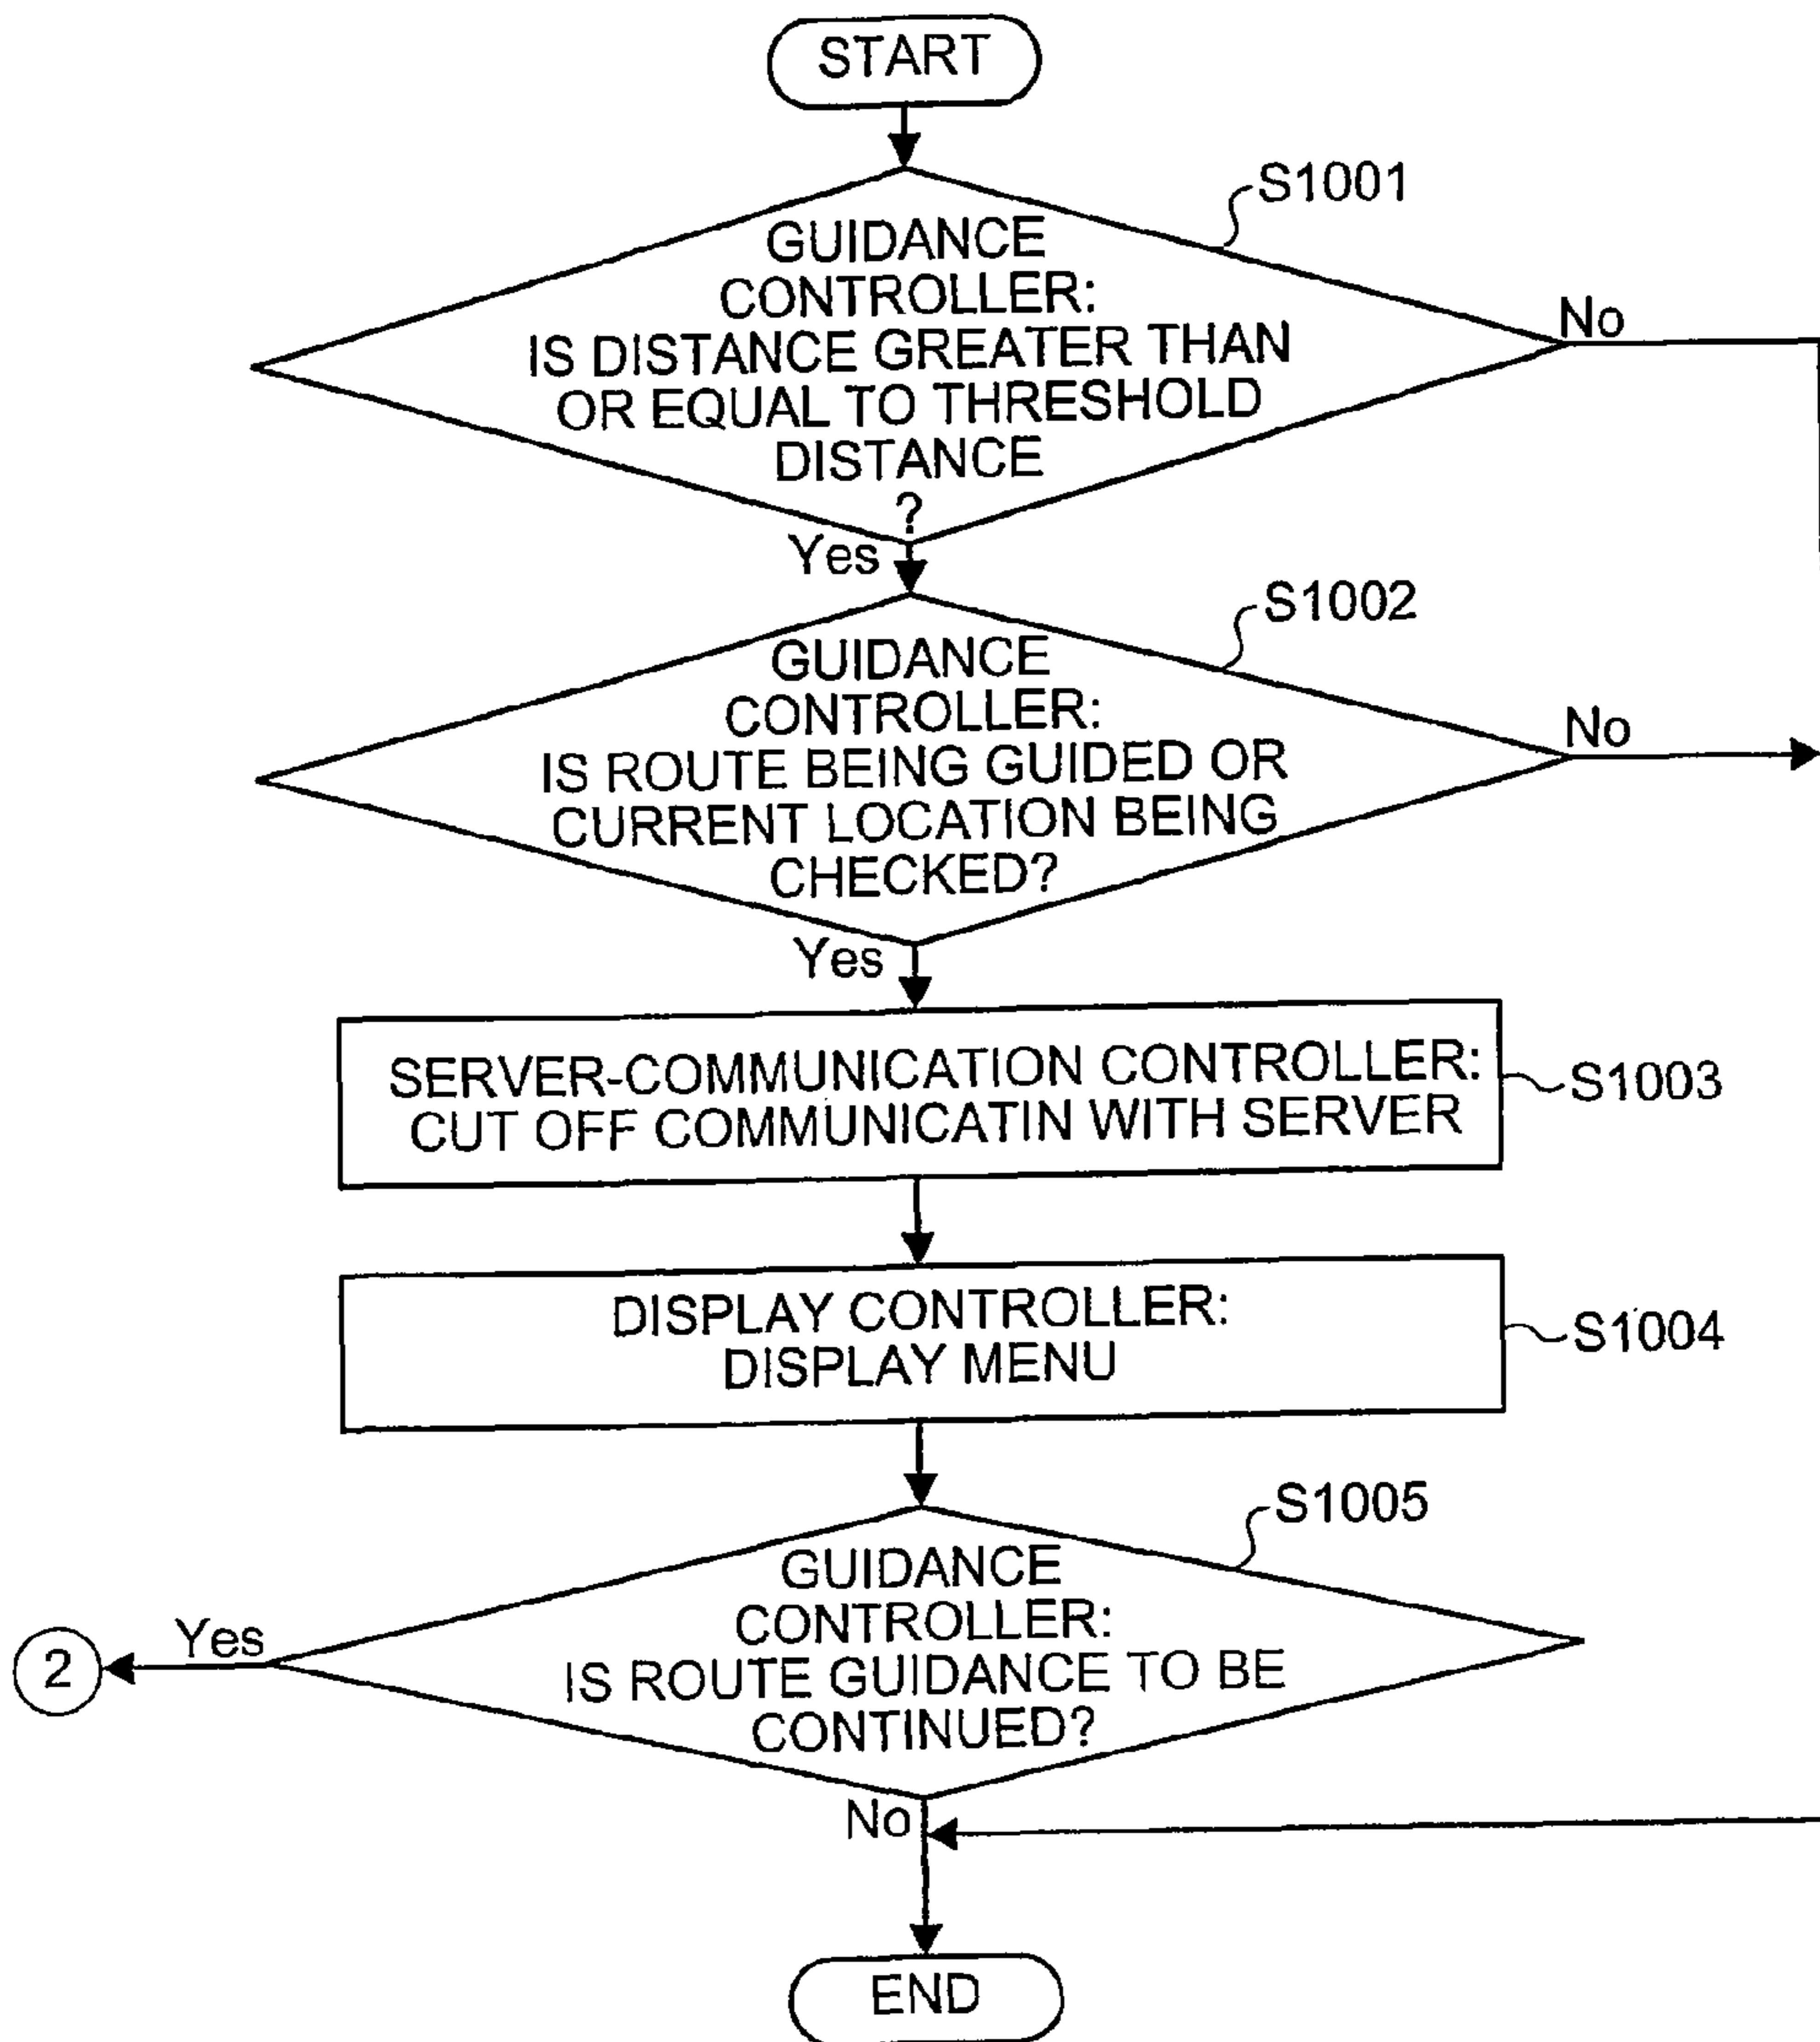 START
S1001
GUIDANCE
CONTROLLER:
IS DISTANCE GREATER THAN
OR EQUAL TO THRESHOLD
DISTANCE
?
No
Yes
S1002
GUIDANCE
CONTROLLER:
IS ROUTE BEING GUIDED OR
CURRENT LOCATION BEING
CHECKED?
No
Yes
SERVER-COMMUNICATION CONTROLLER:
CUT OFF COMMUNICATIN WITH SERVER
S1003
DISPLAY CONTROLLER:
DISPLAY MENU
S1004
S1005
GUIDANCE
CONTROLLER:
IS ROUTE GUIDANCE TO BE
CONTINUED?
Yes
2
No
END